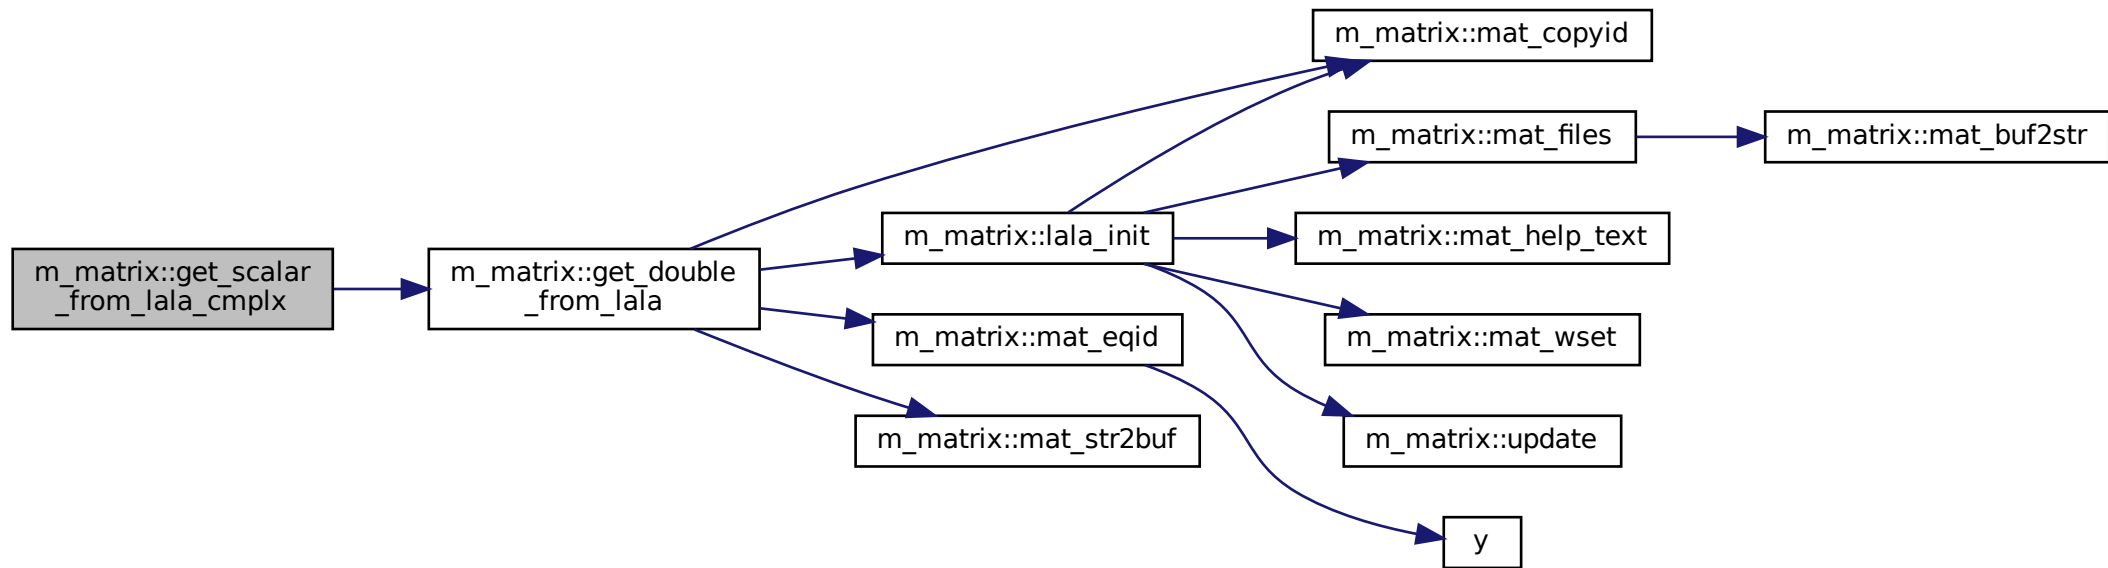 m_matrix::get_scalar
_from_lala_cmplx
m_matrix::get_double
_from_lala
m_matrix::mat_copyid
m_matrix::lala_init
m_matrix::mat_files
m_matrix::mat_buf2str
m_matrix::mat_help_text
m_matrix::mat_wset
m_matrix::update
m_matrix::mat_eqid
y
m_matrix::mat_str2buf